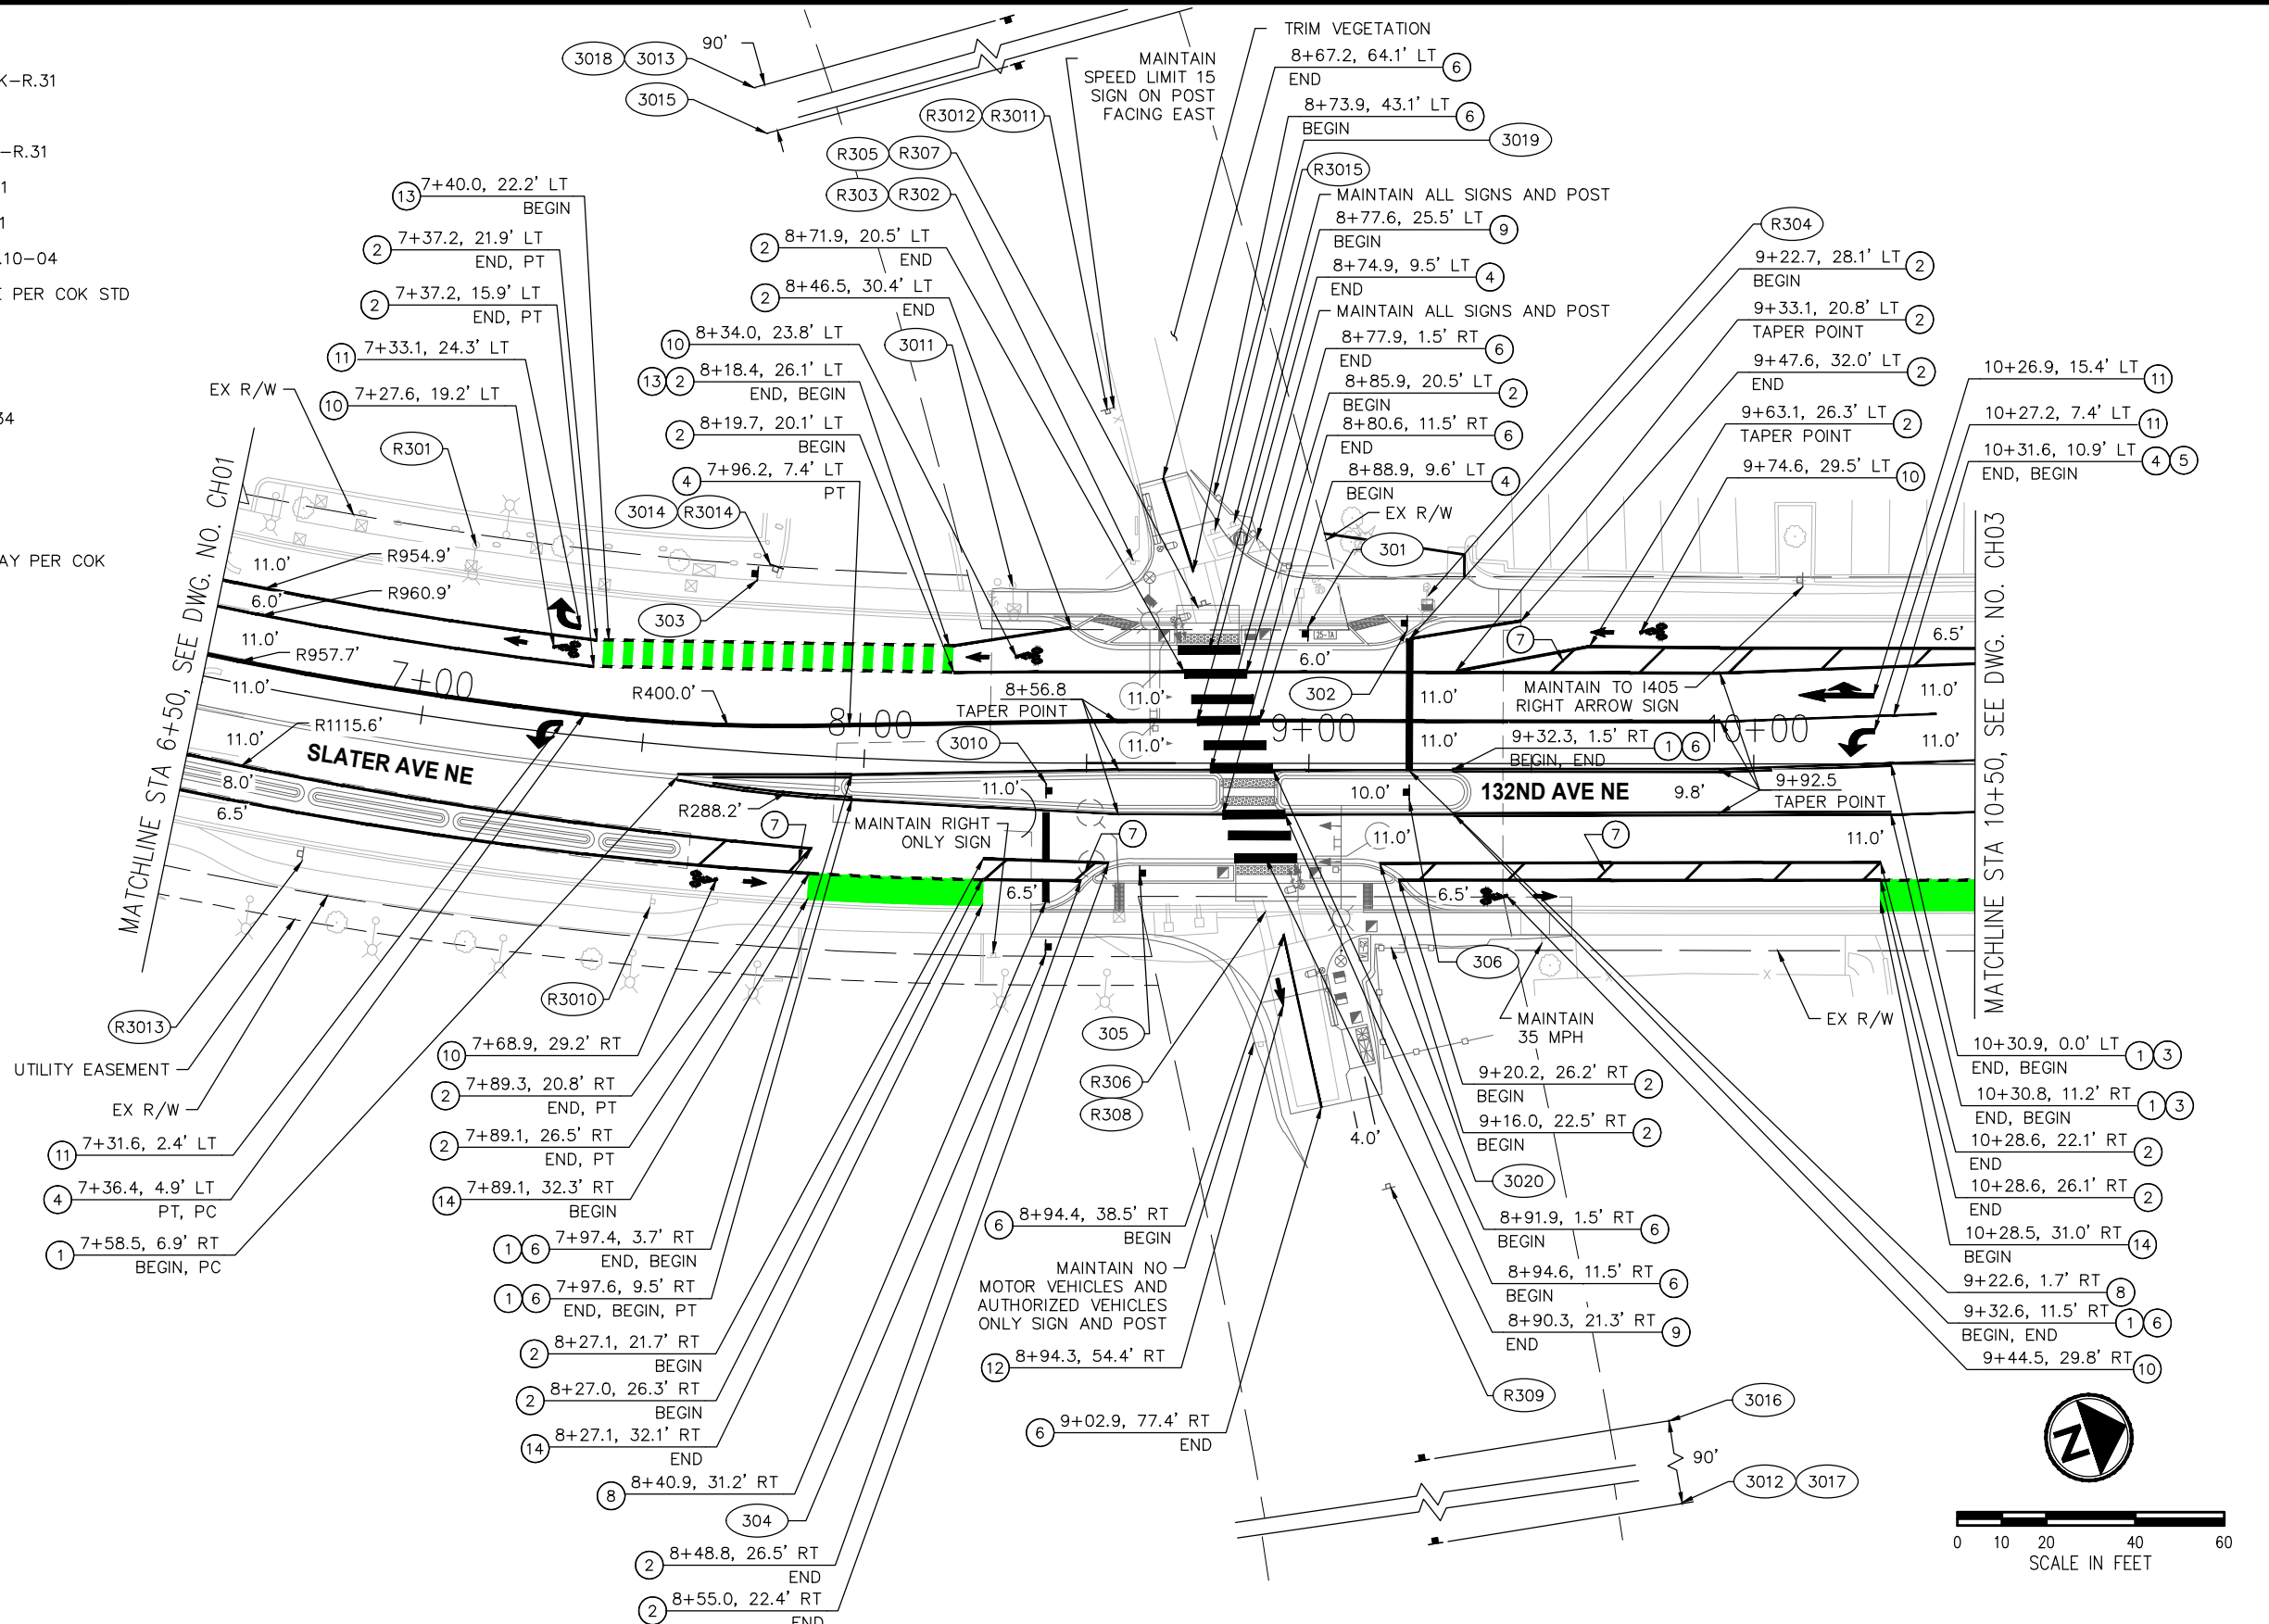 K-R.31
-R.31
1
1
.10-04
E PER COK STD
34
AY PER COK
3018 3013 90'
3015
TRIM VEGETATION
MAINTAIN
SPEED LIMIT 15
SIGN ON POST
FACING EAST
8+67.2, 64.1' LT 6
END
8+73.9, 43.1' LT 6
BEGIN
3019
R3012 R3011
R305 R307
R303 R302
R3015
MAINTAIN ALL SIGNS AND POST
8+77.6, 25.5' LT 9
BEGIN
8+74.9, 9.5' LT 4
END
MAINTAIN ALL SIGNS AND POST
8+77.9, 1.5' RT 6
END
8+85.9, 20.5' LT 2
BEGIN
8+80.6, 11.5' RT 6
END
8+88.9, 9.6' LT 4
BEGIN
EX R/W
301
13 7+40.0, 22.2' LT
BEGIN
2 7+37.2, 21.9' LT
END, PT
2 7+37.2, 15.9' LT
END, PT
11 7+33.1, 24.3' LT
EX R/W
10 7+27.6, 19.2' LT
R301
2 8+71.9, 20.5' LT
END
2 8+46.5, 30.4' LT
END
3011
10 8+34.0, 23.8' LT
13 2 8+18.4, 26.1' LT
END, BEGIN
2 8+19.7, 20.1' LT
BEGIN
4 7+96.2, 7.4' LT
PT
3014 R3014
303
R304
9+22.7, 28.1' LT 2
BEGIN
9+33.1, 20.8' LT 2
TAPER POINT
9+47.6, 32.0' LT 2
END
9+63.1, 26.3' LT 2
TAPER POINT
9+74.6, 29.5' LT 10
10+26.9, 15.4' LT 11
10+27.2, 7.4' LT 11
10+31.6, 10.9' LT 4 5
END, BEGIN
MATCHLINE STA 6+50, SEE DWG. NO. CH01
MATCHLINE STA 10+50, SEE DWG. NO. CH03
11.0' R954.9'
6.0' R960.9'
11.0' R957.7'
7+00
11.0'
R400.0'
8+00
11.0' R1115.6'
SLATER AVE NE
8.0'
6.5'
R288.2'
7
8+56.8
TAPER POINT
3010
11.0'
11.0'
11.0'
MAINTAIN RIGHT
ONLY SIGN
6.5'
7
6.0'
302
25-TA
9+00
11.0'
11.0'
7
6.5'
MAINTAIN TO I405
RIGHT ARROW SIGN
11.0'
10+00
11.0'
9+32.3, 1.5' RT 1 6
BEGIN, END
10.0'
132ND AVE NE 9.8'
9+92.5
TAPER POINT
11.0'
7
11.0'
6.5'
306
MAINTAIN
35 MPH
EX R/W
R3010
R3013
UTILITY EASEMENT
EX R/W
11 7+31.6, 2.4' LT
4 7+36.4, 4.9' LT
PT, PC
1 7+58.5, 6.9' RT
BEGIN, PC
10 7+68.9, 29.2' RT
2 7+89.3, 20.8' RT
END, PT
2 7+89.1, 26.5' RT
END, PT
14 7+89.1, 32.3' RT
BEGIN
1 6 7+97.4, 3.7' RT
END, BEGIN
1 6 7+97.6, 9.5' RT
END, BEGIN, PT
2 8+27.1, 21.7' RT
BEGIN
2 8+27.0, 26.3' RT
BEGIN
14 8+27.1, 32.1' RT
END
8 8+40.9, 31.2' RT
304
2 8+48.8, 26.5' RT
END
2 8+55.0, 22.4' RT
END
305
R306
R308
6 8+94.4, 38.5' RT
BEGIN
MAINTAIN NO
MOTOR VEHICLES AND
AUTHORIZED VEHICLES
ONLY SIGN AND POST
12 8+94.3, 54.4' RT
6 9+02.9, 77.4' RT
END
4.0'
9+20.2, 26.2' RT 2
BEGIN
9+16.0, 22.5' RT 2
BEGIN
3020
8+91.9, 1.5' RT 6
BEGIN
8+94.6, 11.5' RT 6
BEGIN
8+90.3, 21.3' RT 9
END
R309
3016
90'
3012 3017
10+30.9, 0.0' LT 1 3
END, BEGIN
10+30.8, 11.2' RT 1 3
END, BEGIN
10+28.6, 22.1' RT 2
END
10+28.6, 26.1' RT 2
END
10+28.5, 31.0' RT 14
BEGIN
9+22.6, 1.7' RT 8
9+32.6, 11.5' RT 1 6
BEGIN, END
9+44.5, 29.8' RT 10
Z
0 10 20 40 60
SCALE IN FEET